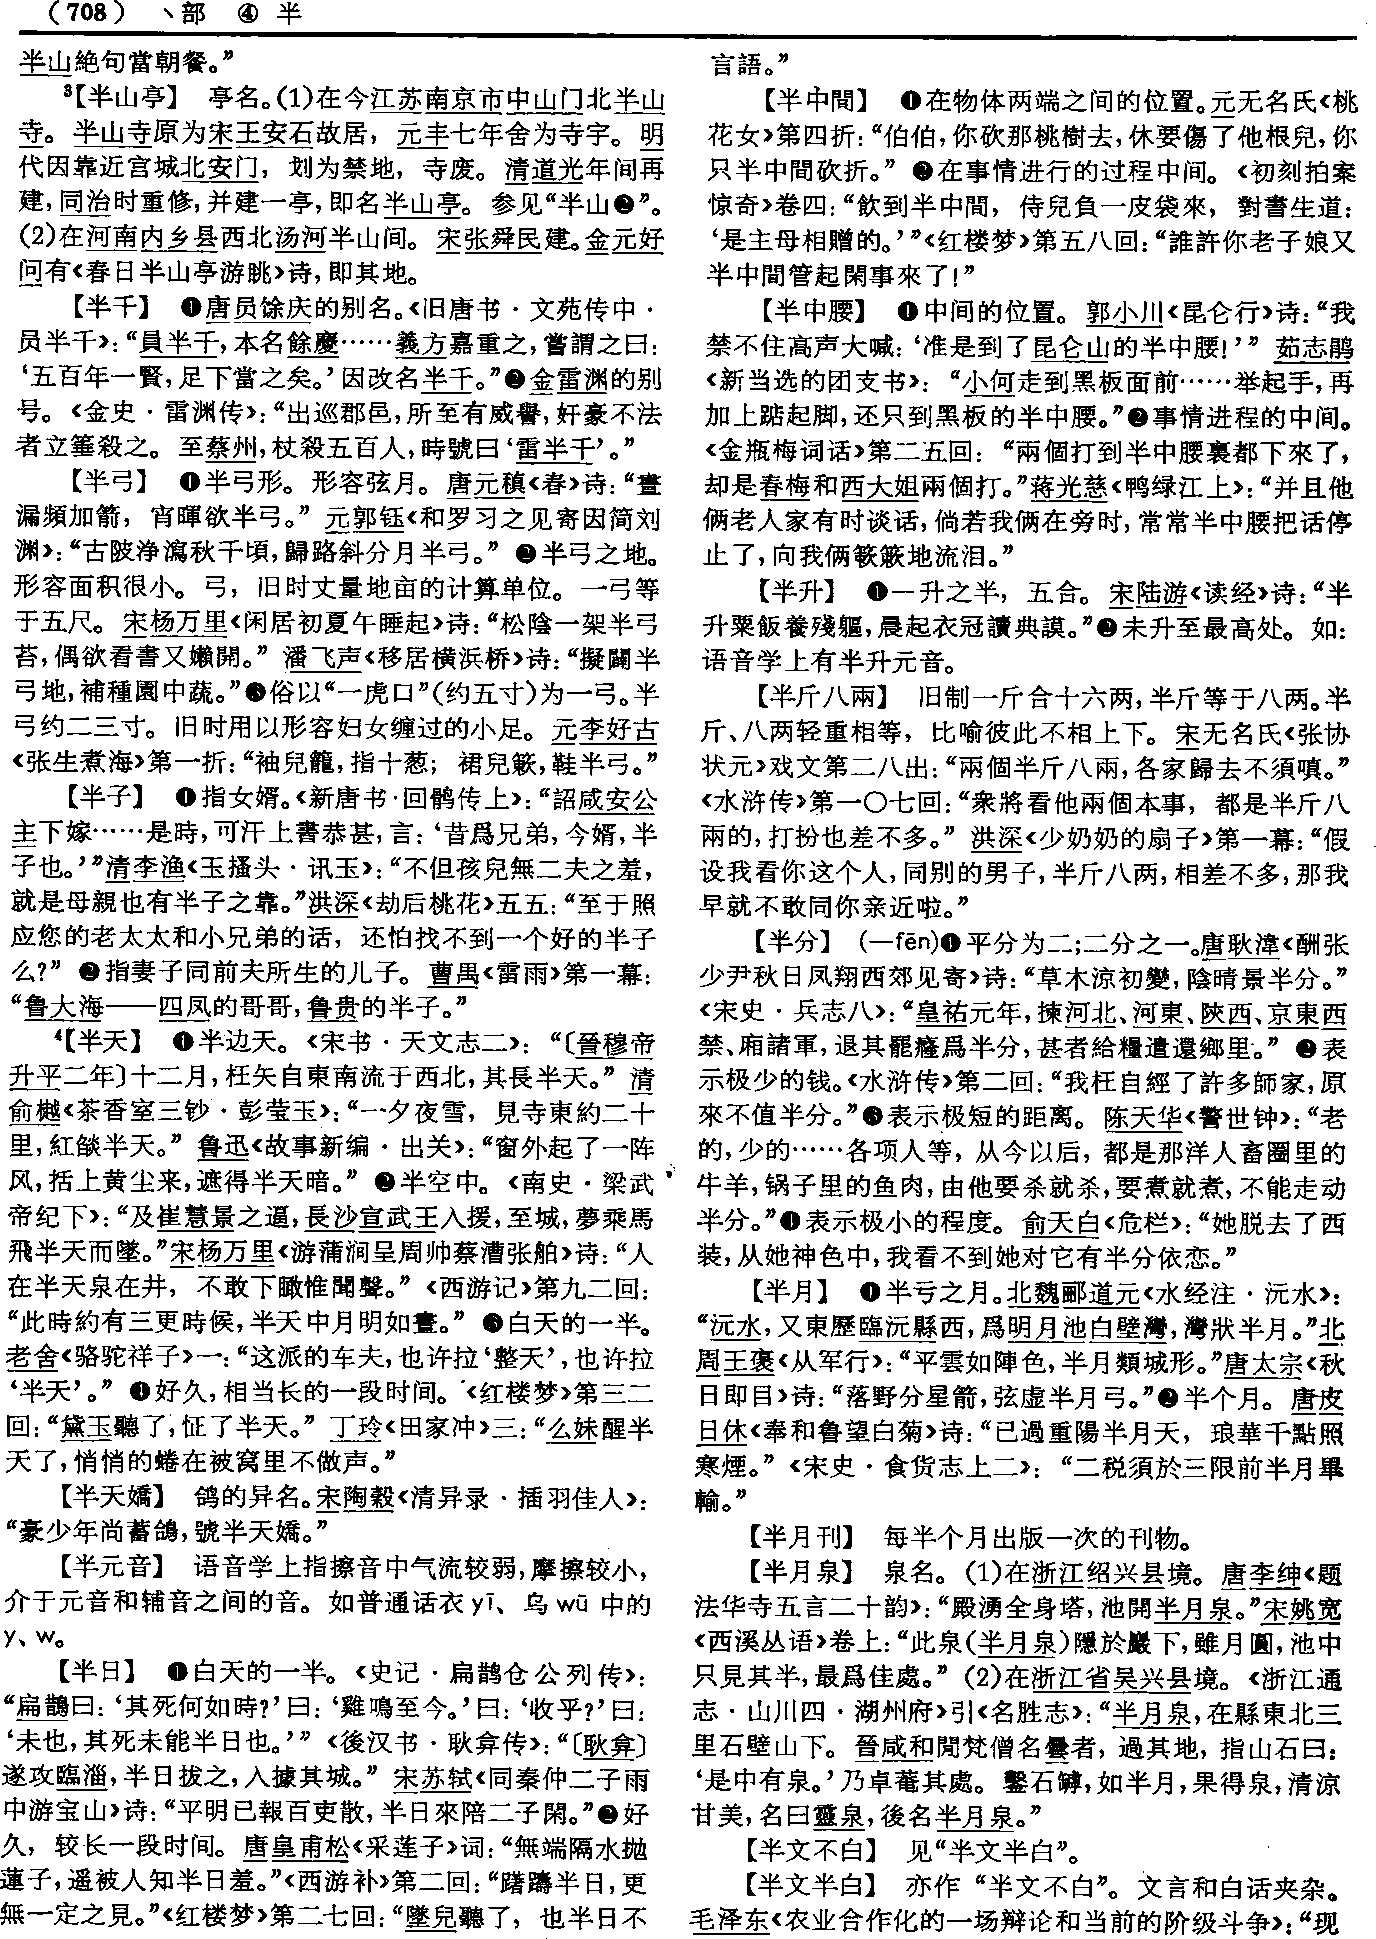 （708） 丶部 ④ 半
半山絶句當朝餐。”
³【半山亭】 亭名。(1)在今江苏南京市中山门北半山
寺。半山寺原为宋王安石故居，元丰七年舍为寺宇。明
代因靠近宫城北安门，划为禁地，寺废。清道光年间再
建，同治时重修，并建一亭，即名半山亭。参见“半山❷”。
(2)在河南内乡县西北汤河半山间。宋张舜民建。金元好
问有《春日半山亭游眺》诗，即其地。
【半千】 ❶唐员馀庆的别名。《旧唐书·文苑传中·
员半千》：“員半千，本名餘慶……義方嘉重之，嘗謂之曰：
‘五百年一賢，足下當之矣。’因改名半千。”❷金雷渊的别
号。《金史·雷渊传》：“出巡郡邑，所至有威譽，奸豪不法
者立箠殺之。至蔡州，杖殺五百人，時號曰‘雷半千’。”
【半弓】 ❶半弓形。形容弦月。唐元稹《春》诗：“晝
漏頻加箭，宵暉欲半弓。”元郭钰《和罗习之见寄因简刘
渊》：“古陂浄瀉秋千頃，歸路斜分月半弓。”❷半弓之地。
形容面积很小。弓，旧时丈量地亩的计算单位。一弓等
于五尺。宋杨万里《闲居初夏午睡起》诗：“松陰一架半弓
苔，偶欲看書又嬾開。”潘飞声《移居横浜桥》诗：“擬闢半
弓地，補種園中蔬。”❸俗以“一虎口”(约五寸)为一弓。半
弓约二三寸。旧时用以形容妇女缠过的小足。元李好古
《张生煮海》第一折：“袖兒籠，指十葱；裙兒簌，鞋半弓。”
【半子】 ❶指女婿。《新唐书·回鹘传上》：“詔咸安公
主下嫁……是時，可汗上書恭甚，言：‘昔爲兄弟，今婿，半
子也。’”清李渔《玉搔头·讯玉》：“不但孩兒無二夫之羞，
就是母親也有半子之靠。”洪深《劫后桃花》五五：“至于照
应您的老太太和小兄弟的话，还怕找不到一个好的半子
么？”❷指妻子同前夫所生的儿子。曹禺《雷雨》第一幕：
“鲁大海——四凤的哥哥，鲁贵的半子。”
⁴【半天】 ❶半边天。《宋书·天文志二》：“〔晉穆帝
升平二年〕十二月，枉矢自東南流于西北，其長半天。”清
俞樾《茶香室三钞·彭莹玉》：“一夕夜雪，見寺東約二十
里，紅燄半天。”鲁迅《故事新编·出关》：“窗外起了一阵
风，括上黄尘来，遮得半天暗。”❷半空中。《南史·梁武
帝纪下》：“及崔慧景之逼，長沙宣武王入援，至城，夢乘馬
飛半天而墜。”宋杨万里《游蒲涧呈周帅蔡漕张舶》诗：“人
在半天泉在井，不敢下瞰惟聞聲。”《西游记》第九二回：
“此時約有三更時候，半天中月明如晝。”❸白天的一半。
老舍《骆驼祥子》一：“这派的车夫，也许拉‘整天’，也许拉
‘半天’。”❹好久，相当长的一段时间。《红楼梦》第三二
回：“黛玉聽了，怔了半天。”丁玲《田家冲》三：“么妹醒半
天了，悄悄的蜷在被窝里不做声。”
【半天嬌】 鸽的异名。宋陶穀《清异录·插羽佳人》：
“豪少年尚蓄鴿，號半天嬌。”
【半元音】 语音学上指擦音中气流较弱，摩擦较小，
介于元音和辅音之间的音。如普通话衣yī、乌wū中的
y、w。
【半日】 ❶白天的一半。《史记·扁鹊仓公列传》：
“扁鵲曰：‘其死何如時？’曰：‘雞鳴至今。’曰：‘收乎？’曰：
‘未也，其死未能半日也。’”《後汉书·耿弇传》：“〔耿弇〕
遂攻臨淄，半日拔之，入據其城。”宋苏轼《同秦仲二子雨
中游宝山》诗：“平明已報百吏散，半日來陪二子閑。”❷好
久，较长一段时间。唐皇甫松《采莲子》词：“無端隔水抛
蓮子，遥被人知半日羞。”《西游补》第二回：“躇躊半日，更
無一定之見。”《红楼梦》第二七回：“墜兒聽了，也半日不
言語。”
【半中間】 ❶在物体两端之间的位置。元无名氏《桃
花女》第四折：“伯伯，你砍那桃樹去，休要傷了他根兒，你
只半中間砍折。”❷在事情进行的过程中间。《初刻拍案
惊奇》卷四：“飲到半中間，侍兒負一皮袋來，對書生道：
‘是主母相贈的。’”《红楼梦》第五八回：“誰許你老子娘又
半中間管起閑事來了！”
【半中腰】 ❶中间的位置。郭小川《昆仑行》诗：“我
禁不住高声大喊：‘准是到了昆仑山的半中腰！’”茹志鹃
《新当选的团支书》：“小何走到黑板面前……举起手，再
加上踮起脚，还只到黑板的半中腰。”❷事情进程的中间。
《金瓶梅词话》第二五回：“兩個打到半中腰裏都下來了，
却是春梅和西大姐兩個打。”蒋光慈《鸭绿江上》：“并且他
俩老人家有时谈话，倘若我俩在旁时，常常半中腰把话停
止了，向我俩簌簌地流泪。”
【半升】 ❶一升之半，五合。宋陆游《读经》诗：“半
升粟飯養殘軀，晨起衣冠讀典謨。”❷未升至最高处。如：
语音学上有半升元音。
【半斤八兩】 旧制一斤合十六两，半斤等于八两。半
斤、八两轻重相等，比喻彼此不相上下。宋无名氏《张协
状元》戏文第二八出：“兩個半斤八兩，各家歸去不須嗔。”
《水浒传》第一〇七回：“衆將看他兩個本事，都是半斤八
兩的，打扮也差不多。”洪深《少奶奶的扇子》第一幕：“假
设我看你这个人，同别的男子，半斤八两，相差不多，那我
早就不敢同你亲近啦。”
【半分】 (—fēn)❶平分为二；二分之一。唐耿湋《酬张
少尹秋日凤翔西郊见寄》诗：“草木凉初變，陰晴景半分。”
《宋史·兵志八》：“皇祐元年，揀河北、河東、陝西、京東西
禁、廂諸軍，退其罷癃爲半分，甚者給糧遣還鄉里。”❷表
示极少的钱。《水浒传》第二回：“我枉自經了許多師家，原
來不值半分。”❸表示极短的距离。陈天华《警世钟》：“老
的，少的……各项人等，从今以后，都是那洋人畜圈里的
牛羊，锅子里的鱼肉，由他要杀就杀，要煮就煮，不能走动
半分。”❹表示极小的程度。俞天白《危栏》：“她脱去了西
装，从她神色中，我看不到她对它有半分依恋。”
【半月】 ❶半亏之月。北魏郦道元《水经注·沅水》：
“沅水，又東歷臨沅縣西，爲明月池白壁灣，灣狀半月。”北
周王褒《从军行》：“平雲如陣色，半月類城形。”唐太宗《秋
日即目》诗：“落野分星箭，弦虚半月弓。”❷半个月。唐皮
日休《奉和鲁望白菊》诗：“已過重陽半月天，琅華千點照
寒煙。”《宋史·食货志上二》：“二税須於三限前半月畢
輸。”
【半月刊】 每半个月出版一次的刊物。
【半月泉】 泉名。(1)在浙江绍兴县境。唐李绅《题
法华寺五言二十韵》：“殿湧全身塔，池開半月泉。”宋姚宽
《西溪丛语》卷上：“此泉(半月泉)隱於巖下，雖月圓，池中
只見其半，最爲佳處。”(2)在浙江省吴兴县境。《浙江通
志·山川四·湖州府》引《名胜志》：“半月泉，在縣東北三
里石壁山下。晉咸和閒梵僧名曇者，過其地，指山石曰：
‘是中有泉。’乃卓菴其處。鑿石罅，如半月，果得泉，清涼
甘美，名曰靈泉，後名半月泉。”
【半文不白】 见“半文半白”。
【半文半白】 亦作“半文不白”。文言和白话夹杂。
毛泽东《农业合作化的一场辩论和当前的阶级斗争》：“现